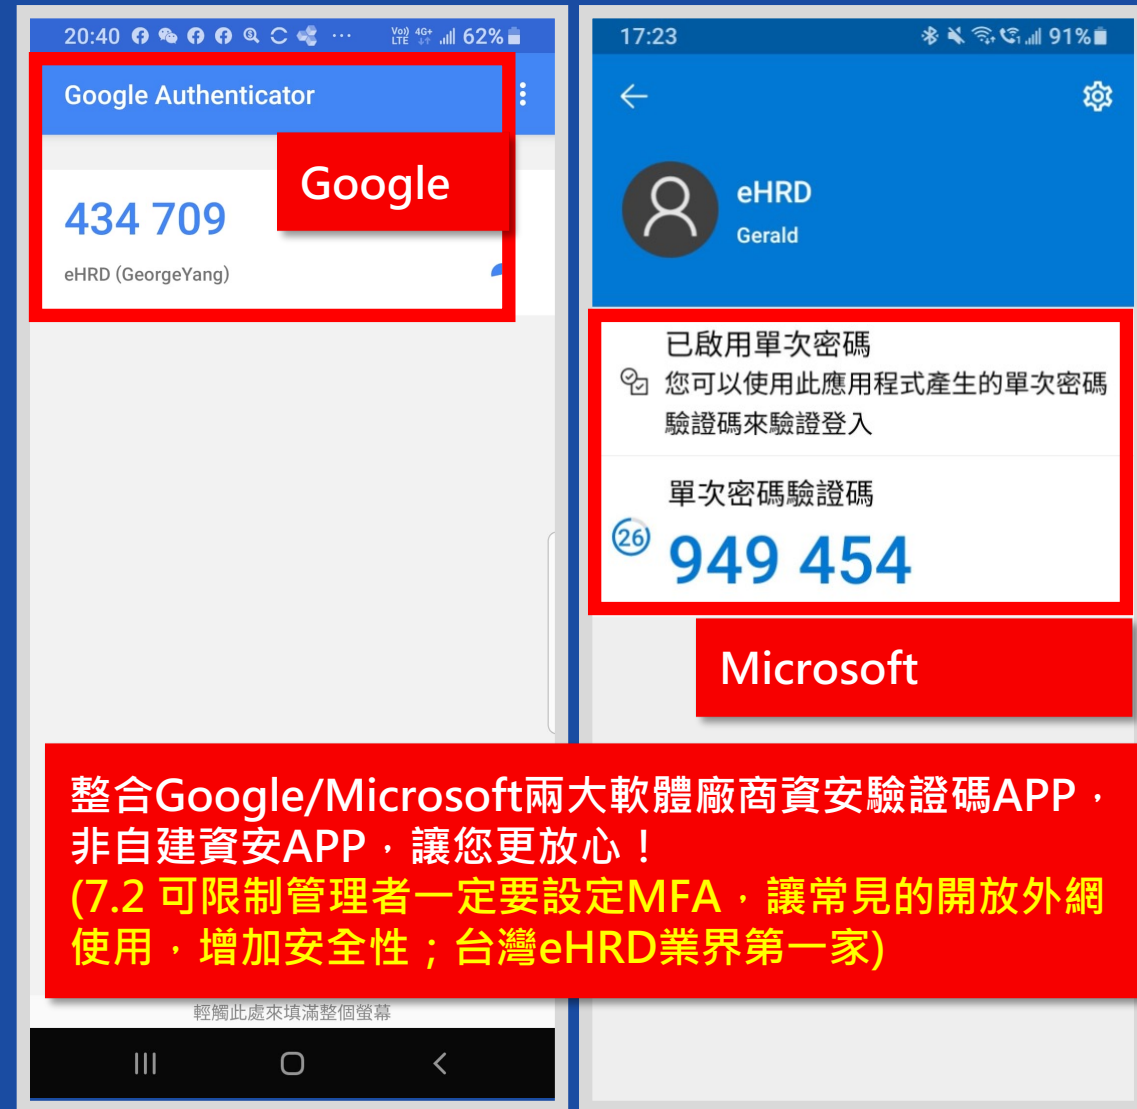 20:40 ··· Vo)) LTE 4G+ 62%
Google Authenticator
Google
434 709
eHRD (GeorgeYang)
17:23 91%
eHRD
Gerald
已啟用單次密碼
您可以使用此應用程式產生的單次密碼
驗證碼來驗證登入
單次密碼驗證碼
26
949 454
Microsoft
整合Google/Microsoft兩大軟體廠商資安驗證碼APP，
非自建資安APP，讓您更放心！
(7.2 可限制管理者一定要設定MFA，讓常見的開放外網
使用，增加安全性；台灣eHRD業界第一家)
輕觸此處來填滿整個螢幕